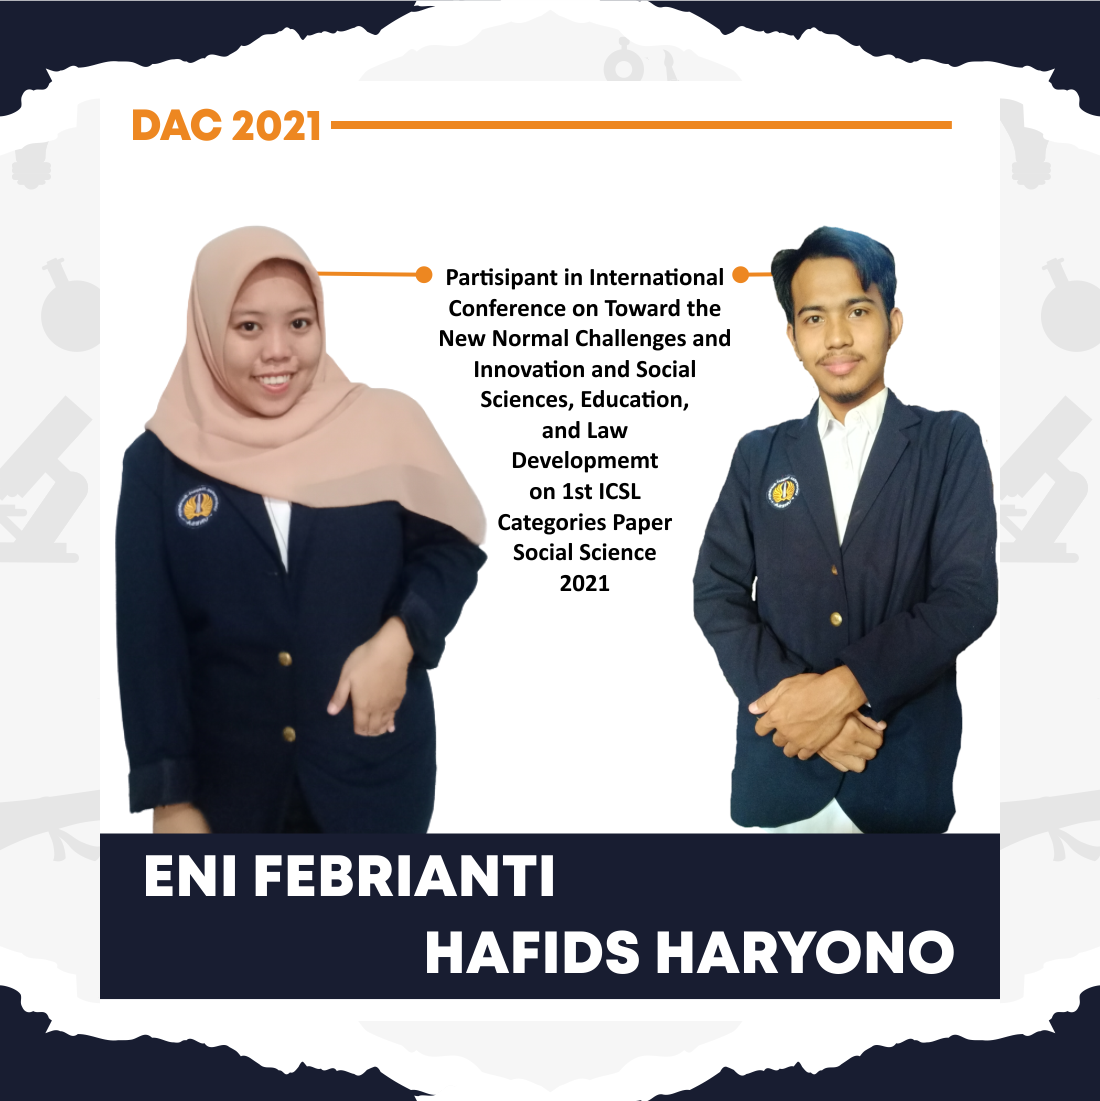 DAC 2021
Partisipant in International
Conference on Toward the
New Normal Challenges and
Innovation and Social
Sciences, Education,
and Law
Developmemt
on 1st ICSL
Categories Paper
Social Science
2021
ENI FEBRIANTI
HAFIDS HARYONO